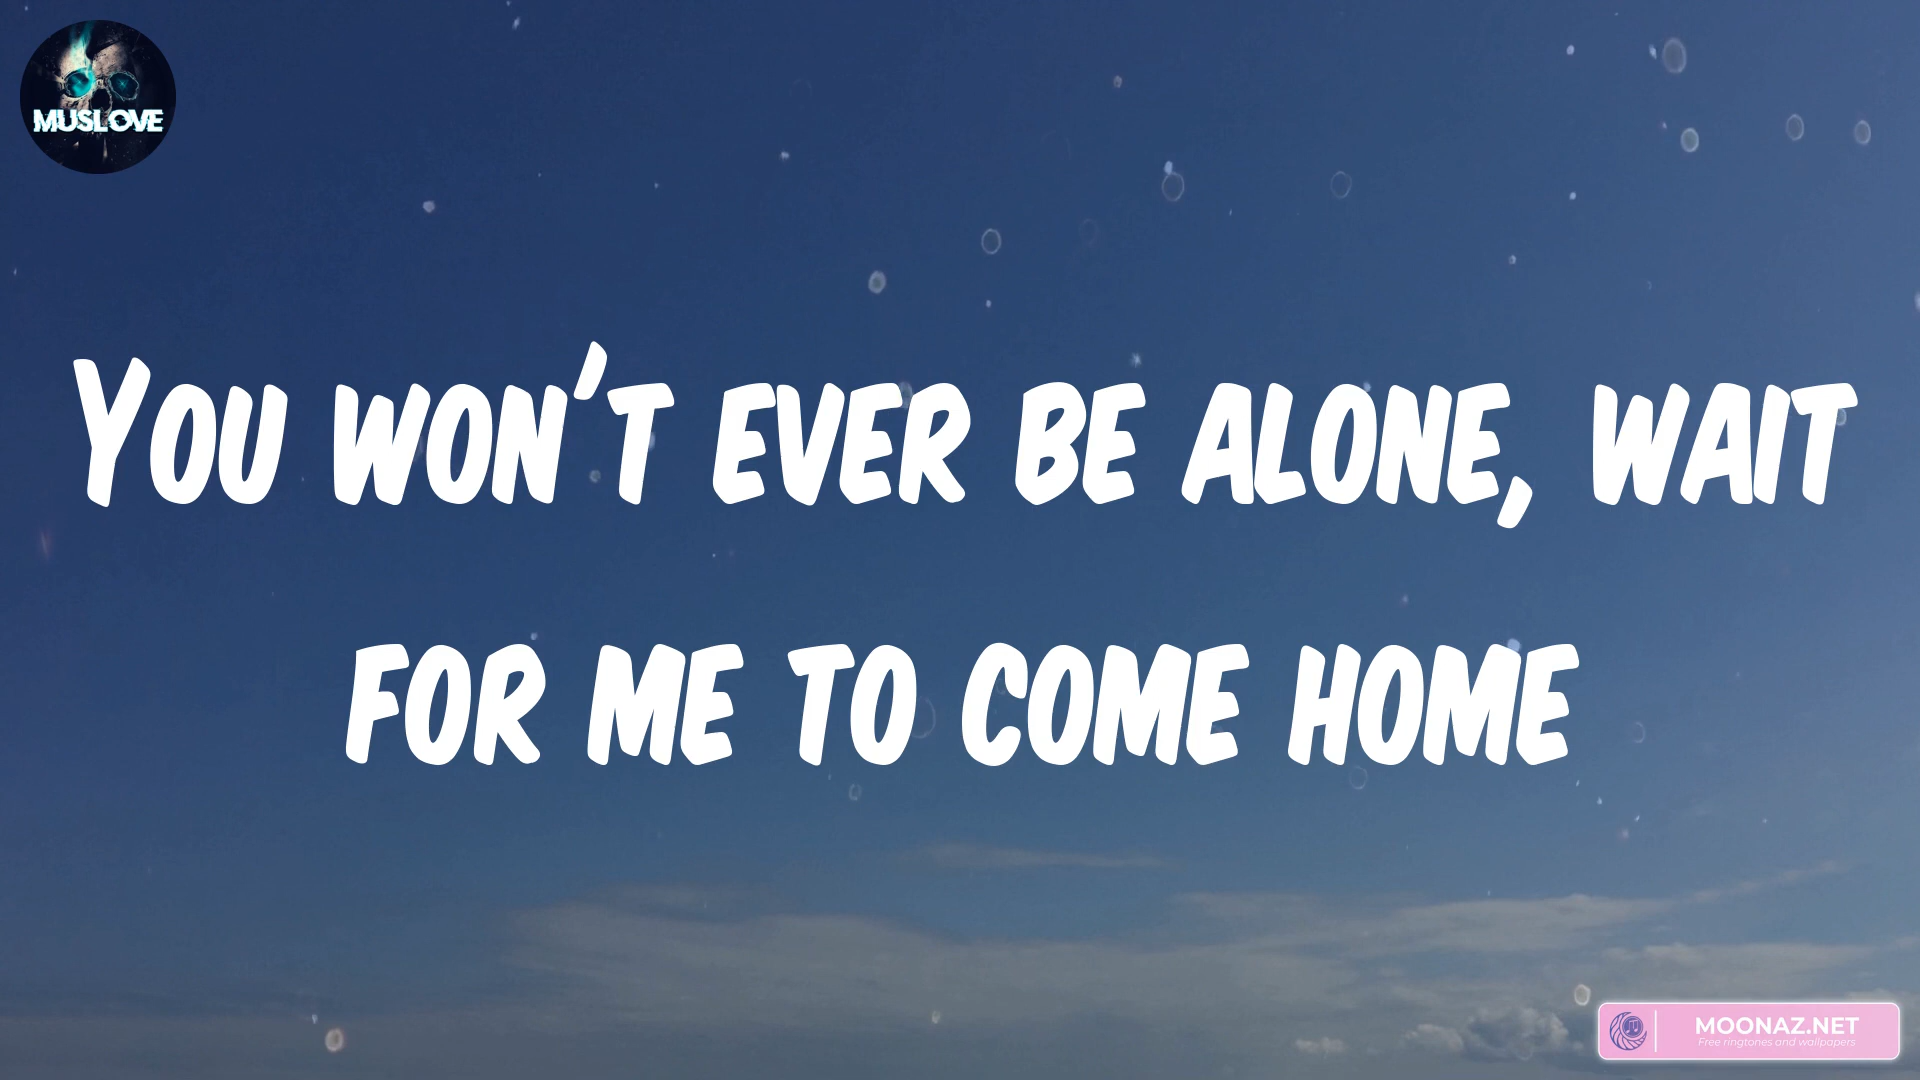 MUSLOVE
You won't ever be alone, wait
for me to come home
MOONAZ.NET
Free ringtones and wallpapers